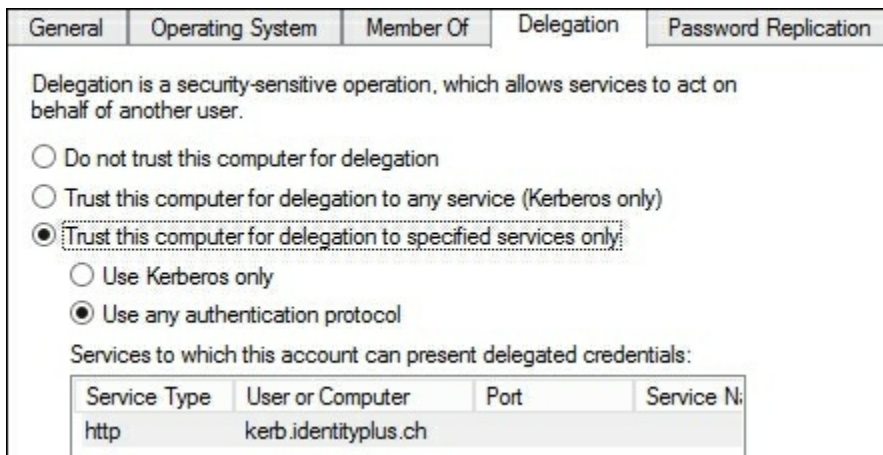 General Operating System Member Of Delegation Password Replication
Delegation is a security-sensitive operation, which allows services to act on
behalf of another user.
Do not trust this computer for delegation
Trust this computer for delegation to any service (Kerberos only)
Trust this computer for delegation to specified services only
Use Kerberos only
Use any authentication protocol
Services to which this account can present delegated credentials:
Service Type User or Computer Port Service Na
http kerb.identityplus.ch